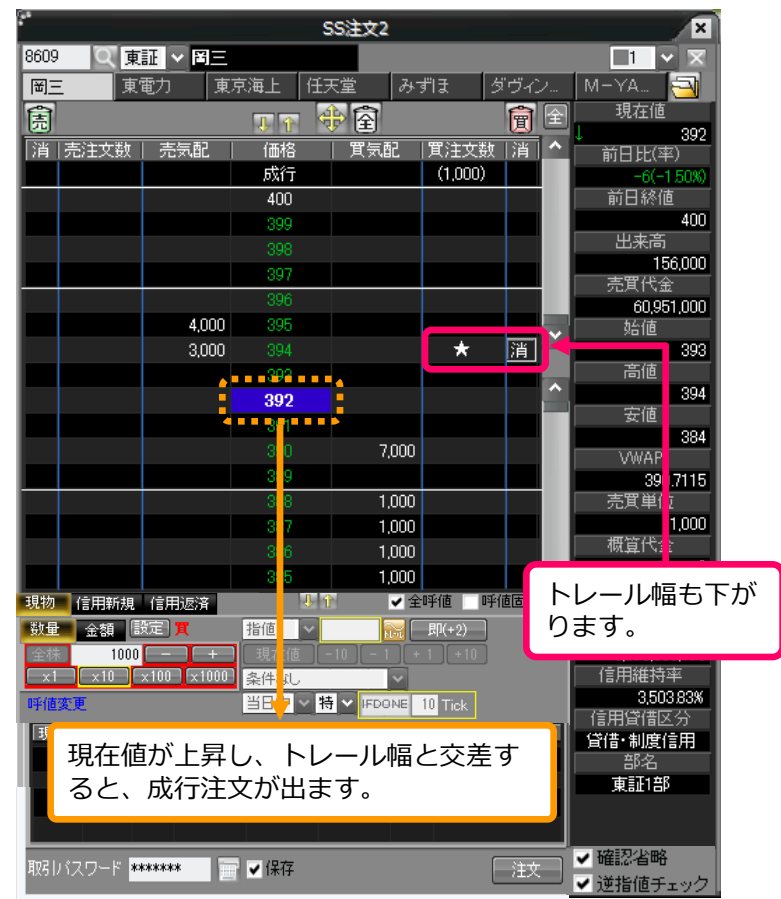 SS注文2
8609 東証 岡三 1
岡三 東電力 東京海上 任天堂 みずほ ダヴィン... M-YA...
売 全 買 全
消 売注文数 売気配 価格 買気配 買注文数 消
成行 (1,000)
400
399
398
397
396
4,000 395
3,000 394 ★ 消
392
7,000
1,000
1,000
1,000
1,000
現在値
↓ 392
前日比(率)
-6(-1.50%)
前日終値
400
出来高
156,000
売買代金
60,951,000
始値
393
高値
394
安値
384
VWAP
390.7115
売買単位
1,000
概算代金
トレール幅も下が
ります。
現物 信用新規 信用返済 全呼値 呼値固
数量 金額 設定 買 指値 即(+2)
全株 1000 - + 現在値 -10 -1 +1 +10
x1 x10 x100 x1000 条件なし
呼値変更 当日中 特 IFDONE 10 Tick
現在値が上昇し、トレール幅と交差す
ると、成行注文が出ます。
信用維持率
3,503.83%
信用貸借区分
貸借・制度信用
部名
東証1部
取引パスワード ******* 保存 注文
確認省略
逆指値チェック